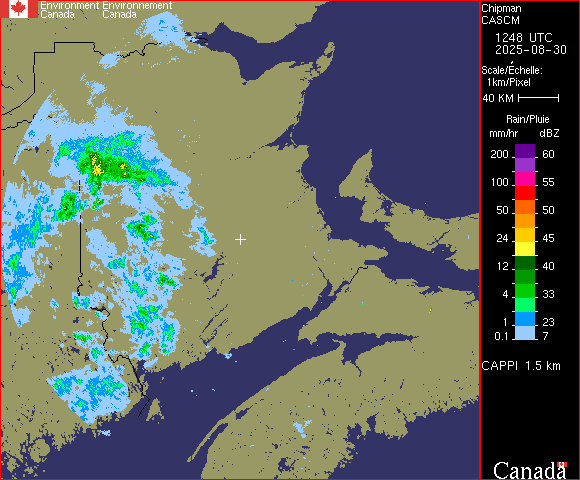 Environment Environnement
Canada Canada
Chipman
CASCM
1248 UTC
2025-08-30
Scale/Échelle:
1km/Pixel
40 KM
Rain/Pluie
mm/hr dBZ
200 60
100 55
50 50
24 45
12 40
4 33
1 23
0.1 7
CAPPI 1.5 km
Canada